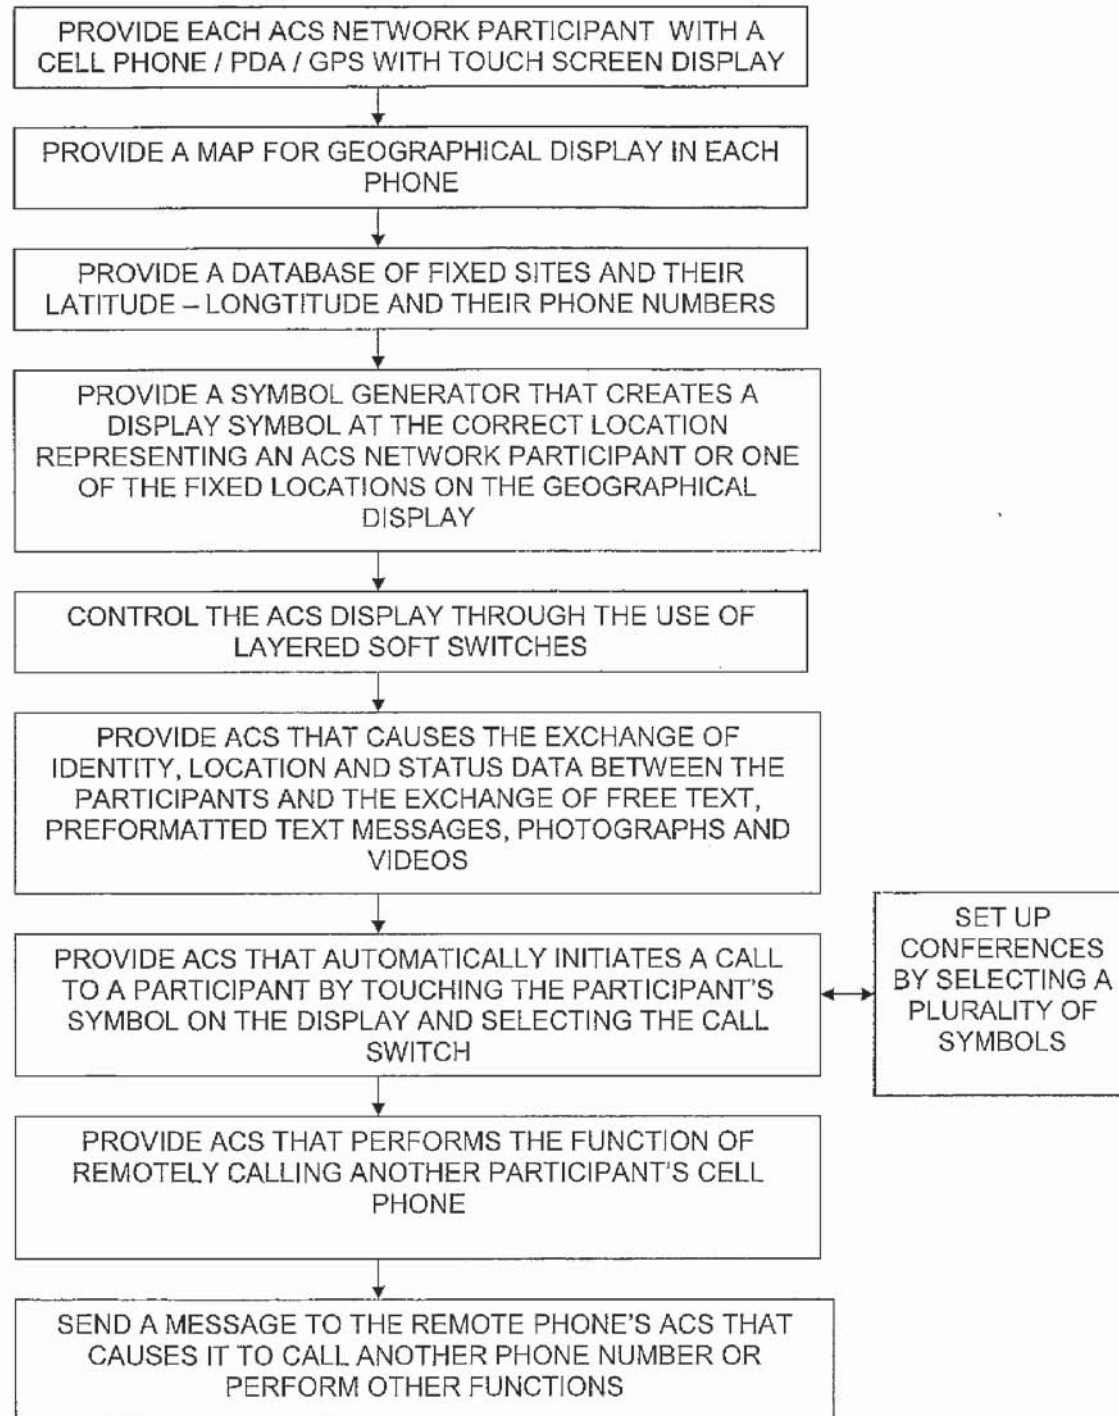 PROVIDE EACH ACS NETWORK PARTICIPANT WITH A
CELL PHONE / PDA / GPS WITH TOUCH SCREEN DISPLAY
PROVIDE A MAP FOR GEOGRAPHICAL DISPLAY IN EACH
PHONE
PROVIDE A DATABASE OF FIXED SITES AND THEIR
LATITUDE – LONGTITUDE AND THEIR PHONE NUMBERS
PROVIDE A SYMBOL GENERATOR THAT CREATES A
DISPLAY SYMBOL AT THE CORRECT LOCATION
REPRESENTING AN ACS NETWORK PARTICIPANT OR ONE
OF THE FIXED LOCATIONS ON THE GEOGRAPHICAL
DISPLAY
CONTROL THE ACS DISPLAY THROUGH THE USE OF
LAYERED SOFT SWITCHES
PROVIDE ACS THAT CAUSES THE EXCHANGE OF
IDENTITY, LOCATION AND STATUS DATA BETWEEN THE
PARTICIPANTS AND THE EXCHANGE OF FREE TEXT,
PREFORMATTED TEXT MESSAGES, PHOTOGRAPHS AND
VIDEOS
PROVIDE ACS THAT AUTOMATICALLY INITIATES A CALL
TO A PARTICIPANT BY TOUCHING THE PARTICIPANT'S
SYMBOL ON THE DISPLAY AND SELECTING THE CALL
SWITCH
SET UP
CONFERENCES
BY SELECTING A
PLURALITY OF
SYMBOLS
PROVIDE ACS THAT PERFORMS THE FUNCTION OF
REMOTELY CALLING ANOTHER PARTICIPANT'S CELL
PHONE
SEND A MESSAGE TO THE REMOTE PHONE'S ACS THAT
CAUSES IT TO CALL ANOTHER PHONE NUMBER OR
PERFORM OTHER FUNCTIONS